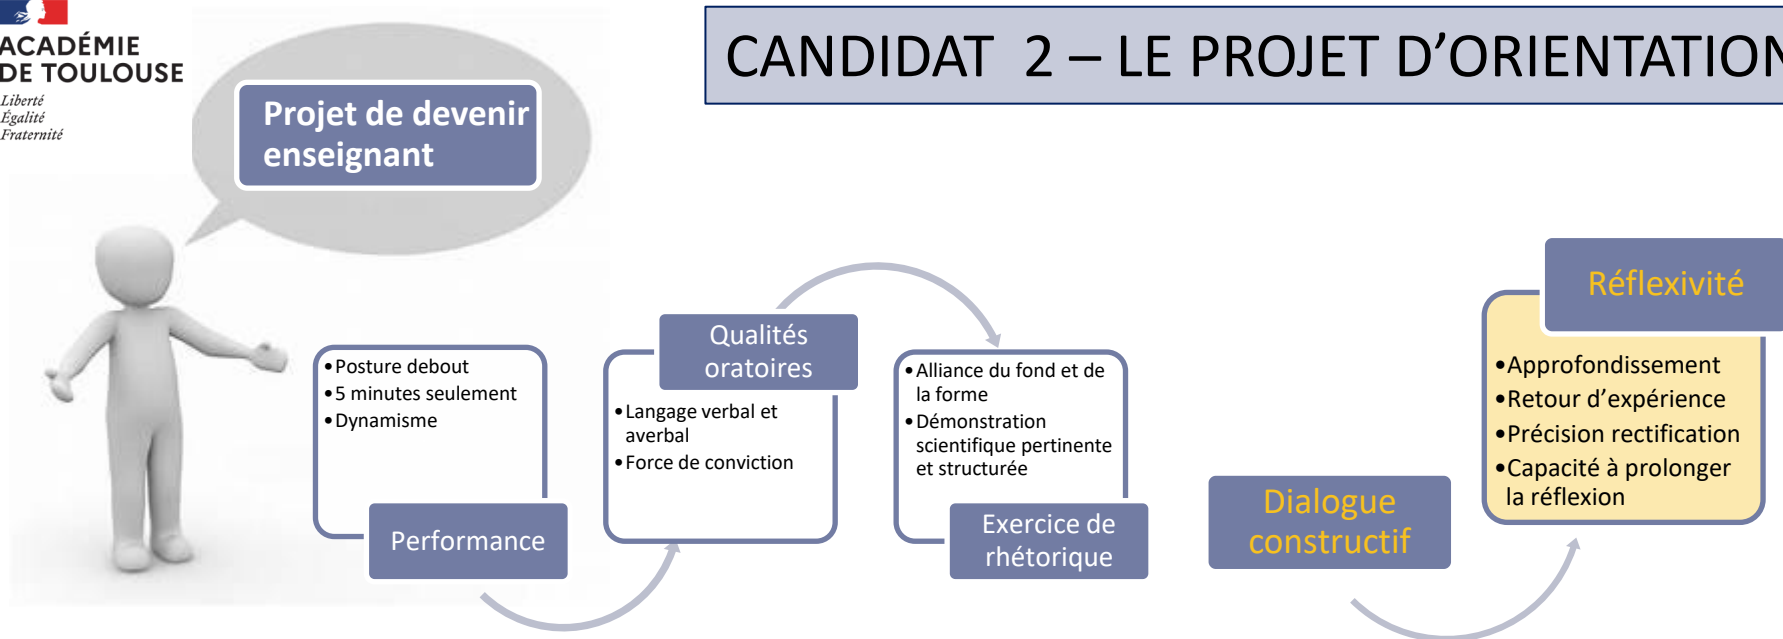 ACADÉMIE
DE TOULOUSE
Liberté
Égalité
Fraternité
CANDIDAT 2 – LE PROJET D’ORIENTATION
Projet de devenir
enseignant
•Posture debout
•5 minutes seulement
•Dynamisme
Performance
Qualités
oratoires
•Langage verbal et
averbal
•Force de conviction
•Alliance du fond et de
la forme
•Démonstration
scientifique pertinente
et structurée
Exercice de
rhétorique
Dialogue
constructif
Réflexivité
•Approfondissement
•Retour d’expérience
•Précision rectification
•Capacité à prolonger
la réflexion